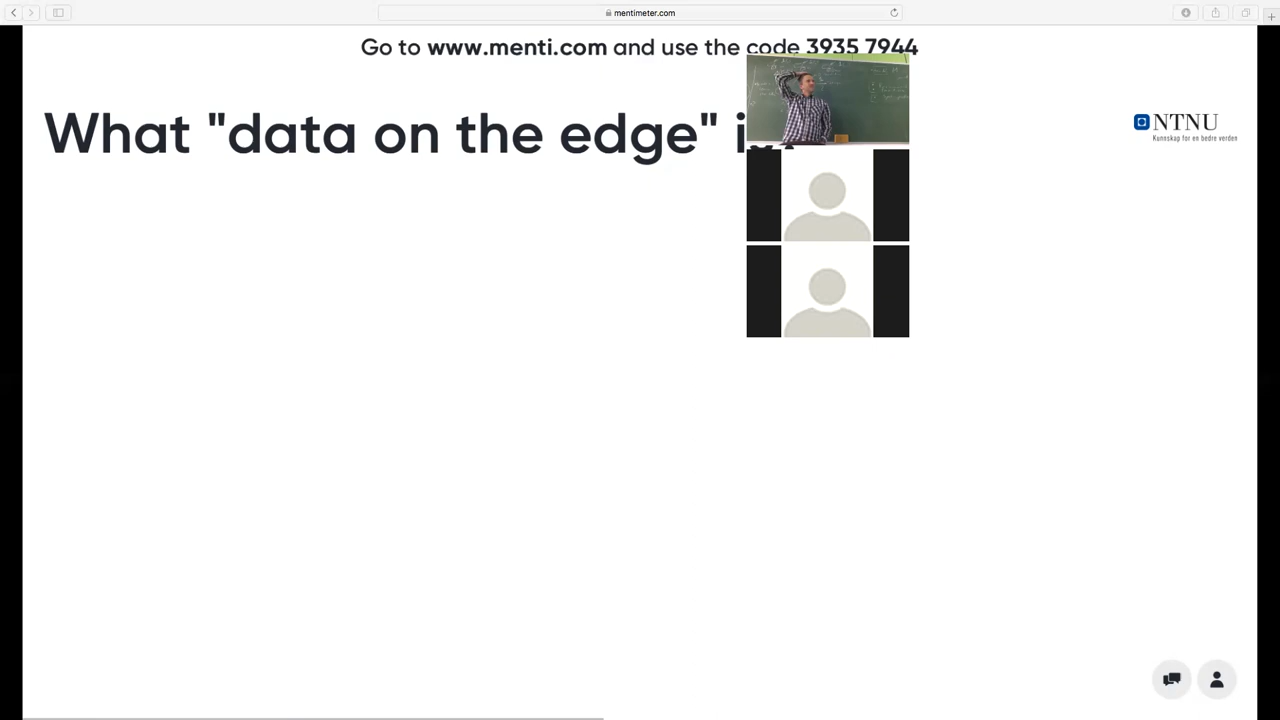 mentimeter.com
Go to www.menti.com and use the code 3935 7944
What "data on the edge"
NTNU
Kunnskap for en bedre verden